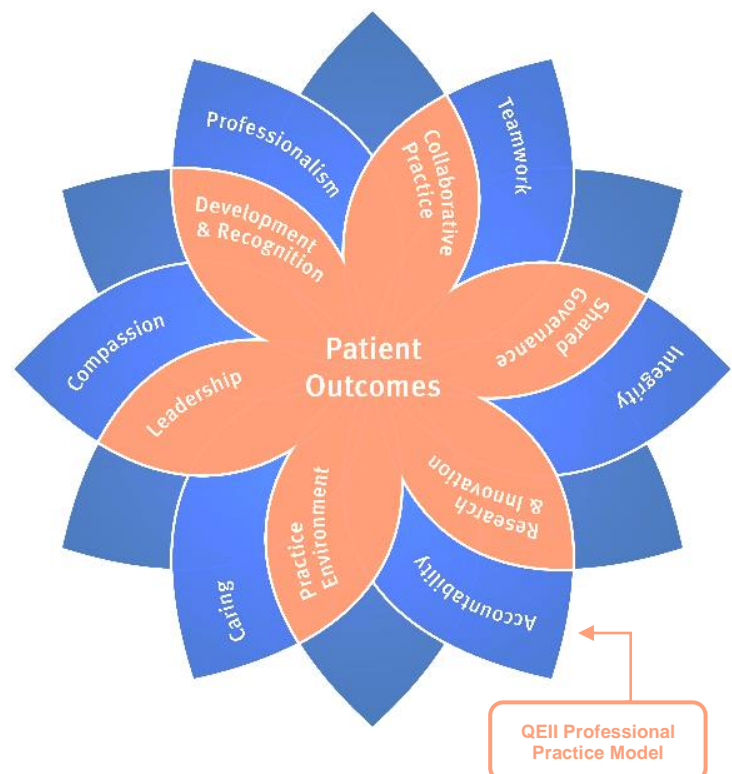 Professionalism
Teamwork
Collaborative
Practice
Development
& Recognition
Shared
Governance
Compassion
Patient
Outcomes
Integrity
Leadership
Research
& Innovation
Practice
Environment
Accountability
Caring
QEII Professional
Practice Model